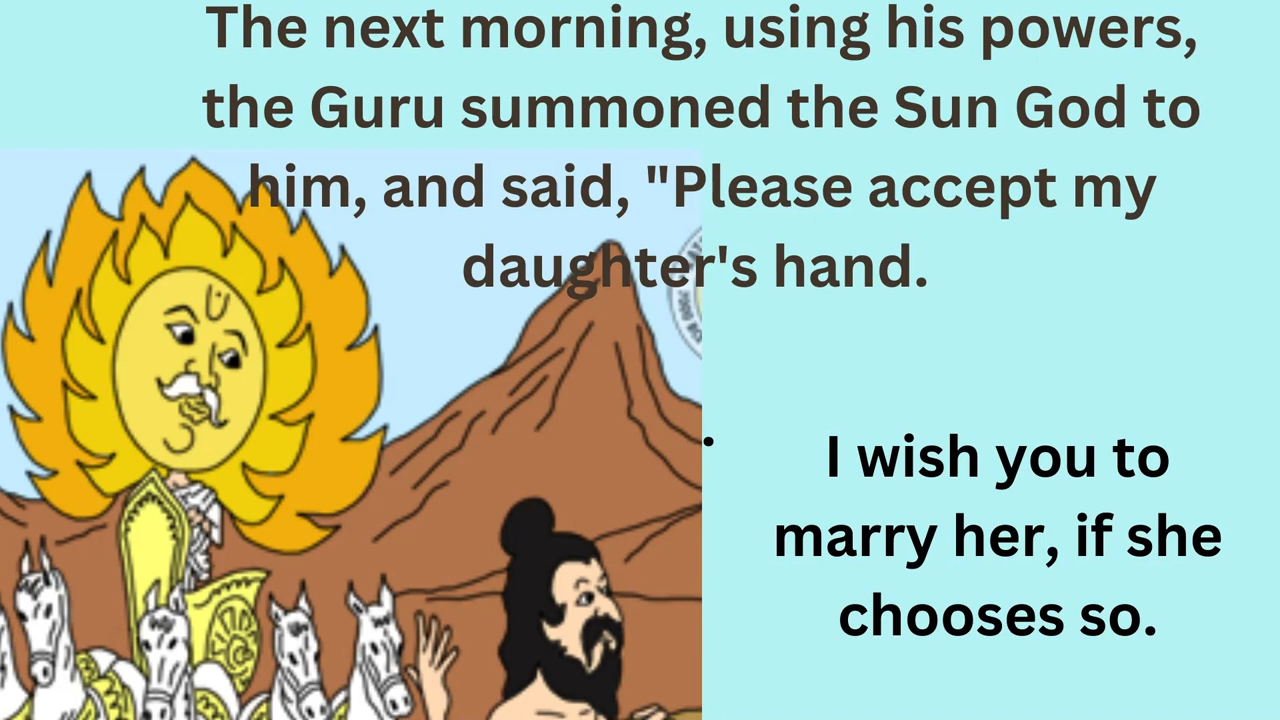 The next morning, using his powers,
the Guru summoned the Sun God to
him, and said, "Please accept my
daughter's hand.
.
I wish you to
marry her, if she
chooses so.